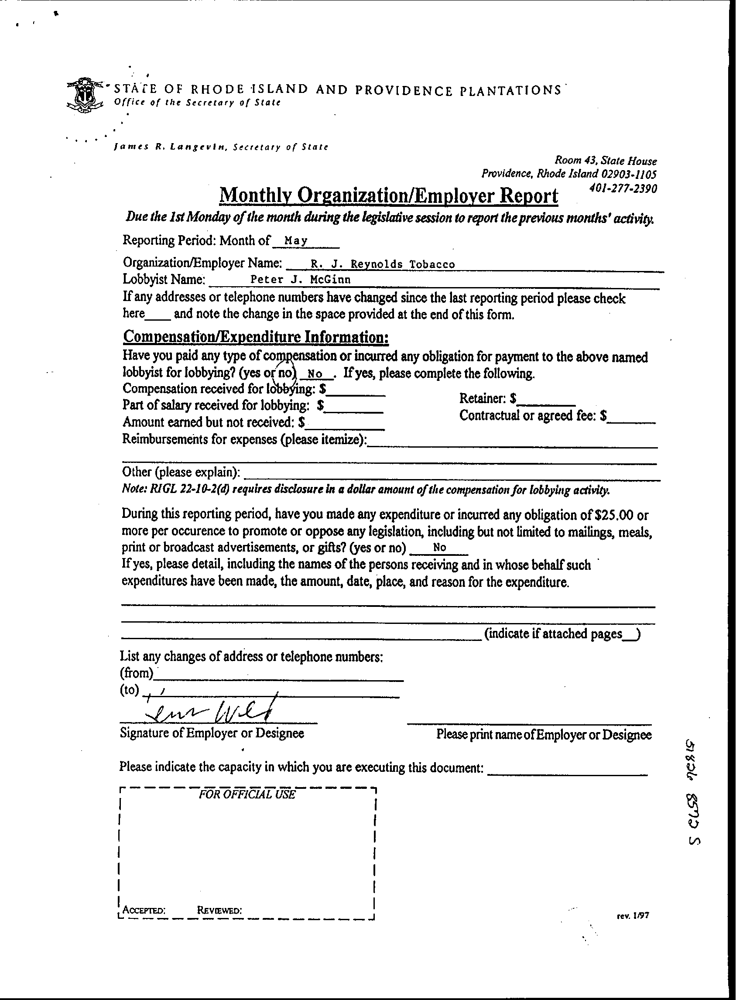 STATE OF RHODE ISLAND AND PROVIDENCE PLANTATIONS
Office of the Secretary of State
James R. Langevin, Secretary of State
Room 43, State House
Providence, Rhode Island 02903-1105
401-277-2390
Monthly Organization/Employer Report
Due the 1st Monday of the month during the legislative session to report the previous months' activity.
Reporting Period: Month of May
Organization/Employer Name: R. J. Reynolds Tobacco
Lobbyist Name: Peter J. McGinn
If any addresses or telephone numbers have changed since the last reporting period please check
here____ and note the change in the space provided at the end of this form.
Compensation/Expenditure Information:
Have you paid any type of compensation or incurred any obligation for payment to the above named
lobbyist for lobbying? (yes or no) No . If yes, please complete the following.
Compensation received for lobbying: $
Retainer: $
Part of salary received for lobbying: $
Contractual or agreed fee: $
Amount earned but not received: $
Reimbursements for expenses (please itemize):
Other (please explain):
Note: RIGL 22-10-2(d) requires disclosure in a dollar amount of the compensation for lobbying activity.
During this reporting period, have you made any expenditure or incurred any obligation of $25.00 or
more per occurence to promote or oppose any legislation, including but not limited to mailings, meals,
print or broadcast advertisements, or gifts? (yes or no) No
If yes, please detail, including the names of the persons receiving and in whose behalf such
expenditures have been made, the amount, date, place, and reason for the expenditure.
(indicate if attached pages__)
List any changes of address or telephone numbers:
(from)
(to)
Signature of Employer or Designee
Please print name of Employer or Designee
Please indicate the capacity in which you are executing this document:
FOR OFFICIAL USE
ACCEPTED: REVIEWED:
rev. 1/97
51826 8572 S